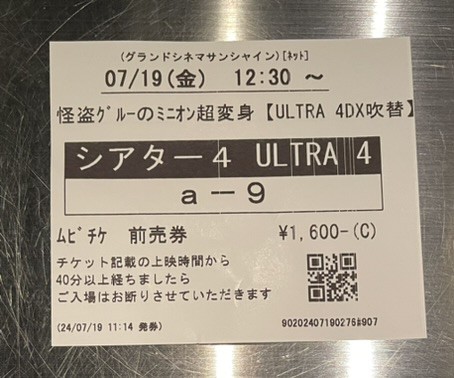 (グランドシネマサンシャイン)[ネット]
07/19(金) 12:30 ～
怪盗グルーのミニオン超変身【ULTRA 4DX吹替】
シアター4 ULTRA 4
a－9
ムビチケ 前売券 ¥1,600-(C)
チケット記載の上映時間から
40分以上経ちましたら
ご入場はお断りさせていただきます
(24/07/19 11:14 発券)
90202407190276#907